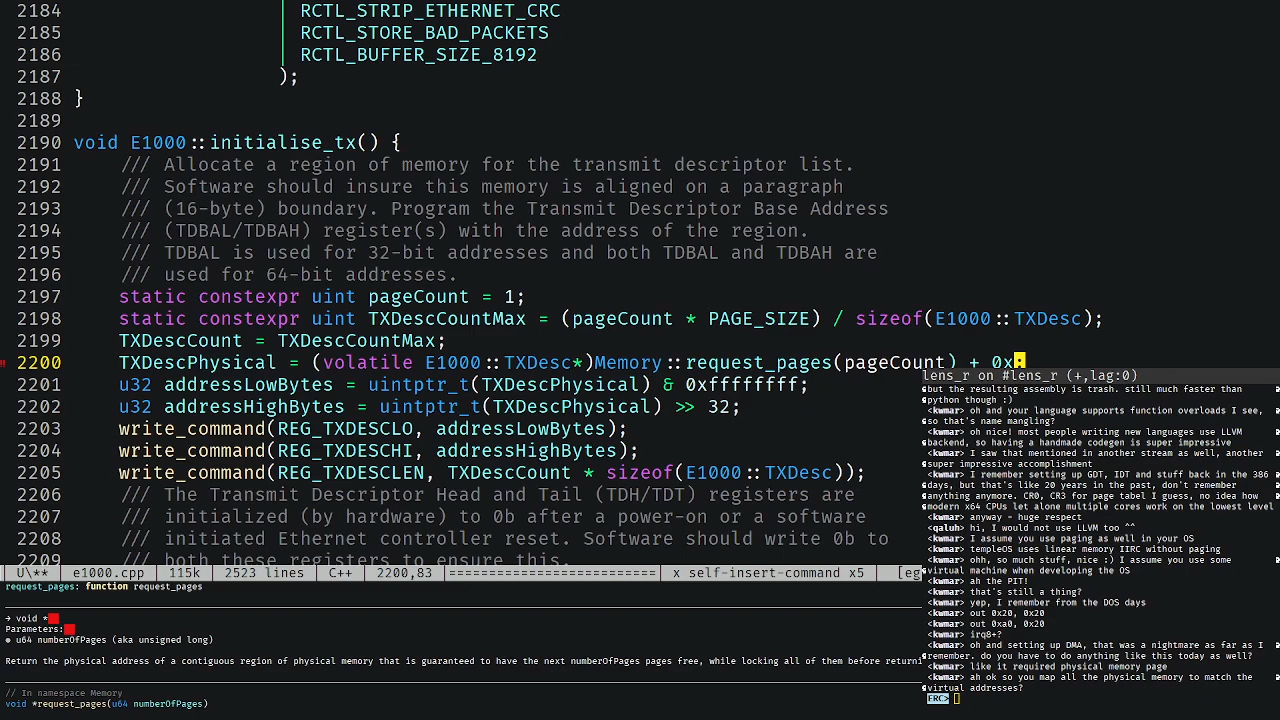 2184 RCTL_STRIP_ETHERNET_CRC
2185 RCTL_STORE_BAD_PACKETS
2186 RCTL_BUFFER_SIZE_8192
2187 );
2188 }
2189
2190 void E1000::initialise_tx() {
2191 /// Allocate a region of memory for the transmit descriptor list.
2192 /// Software should insure this memory is aligned on a paragraph
2193 /// (16-byte) boundary. Program the Transmit Descriptor Base Address
2194 /// (TDBAL/TDBAH) register(s) with the address of the region.
2195 /// TDBAL is used for 32-bit addresses and both TDBAL and TDBAH are
2196 /// used for 64-bit addresses.
2197 static constexpr uint pageCount = 1;
2198 static constexpr uint TXDescCountMax = (pageCount * PAGE_SIZE) / sizeof(E1000::TXDesc);
2199 TXDescCount = TXDescCountMax;
2200 TXDescPhysical = (volatile E1000::TXDesc*)Memory::request_pages(pageCount) + 0x;
2201 u32 addressLowBytes = uintptr_t(TXDescPhysical) & 0xffffffff;
2202 u32 addressHighBytes = uintptr_t(TXDescPhysical) >> 32;
2203 write_command(REG_TXDESCLO, addressLowBytes);
2204 write_command(REG_TXDESCHI, addressHighBytes);
2205 write_command(REG_TXDESCLEN, TXDescCount * sizeof(E1000::TXDesc));
2206 /// The Transmit Descriptor Head and Tail (TDH/TDT) registers are
2207 /// initialized (by hardware) to 0b after a power-on or a software
2208 /// initiated Ethernet controller reset. Software should write 0b to
2209 /// both these registers to ensure this.
U\** e1000.cpp 115k 2523 lines C++ 2200,83 ==================== x self-insert-command x5 [eg
request_pages: function request_pages
→ void *
Parameters:
● u64 numberOfPages (aka unsigned long)
Return the physical address of a contiguous region of physical memory that is guaranteed to have the next numberOfPages pages free, while locking all of them before returni
// In namespace Memory
void *request_pages(u64 numberOfPages)
lens_r on #lens_r (+,lag:0)
but the resulting assembly is trash. still much faster than
python though :)
<kwmar> oh and your language supports function overloads I see,
so that's name mangling?
<kwmar> oh nice! most people writing new languages use LLVM
backend, so having a handmade codegen is super impressive
<kwmar> I saw that mentioned in another stream as well, another
super impressive accomplishment
<kwmar> I remember setting up GDT, IDT and stuff back in the 386
days, but that's like 20 years in the past, don't remember
anything anymore. CR0, CR3 for page tabel I guess, no idea how
modern x64 CPUs let alone multiple cores work on the lowest level
<kwmar> anyway - huge respect
<qaluh> hi, I would not use LLVM too ^^
<kwmar> I assume you use paging as well in your OS
<kwmar> templeOS uses linear memory IIRC without paging
<kwmar> ohh, so much stuff, nice :) I assume you use some
virtual machine when developing the OS
<kwmar> ah the PIT!
<kwmar> that's still a thing?
<kwmar> yep, I remember from the DOS days
<kwmar> out 0x20, 0x20
<kwmar> out 0xa0, 0x20
<kwmar> irq8+?
<kwmar> oh and setting up DMA, that was a nightmare as far as I
remember. do you have to do anything like this today as well?
<kwmar> like it required physical memory page
<kwmar> ah ok so you map all the physical memory to match the
virtual addresses?
ERC>